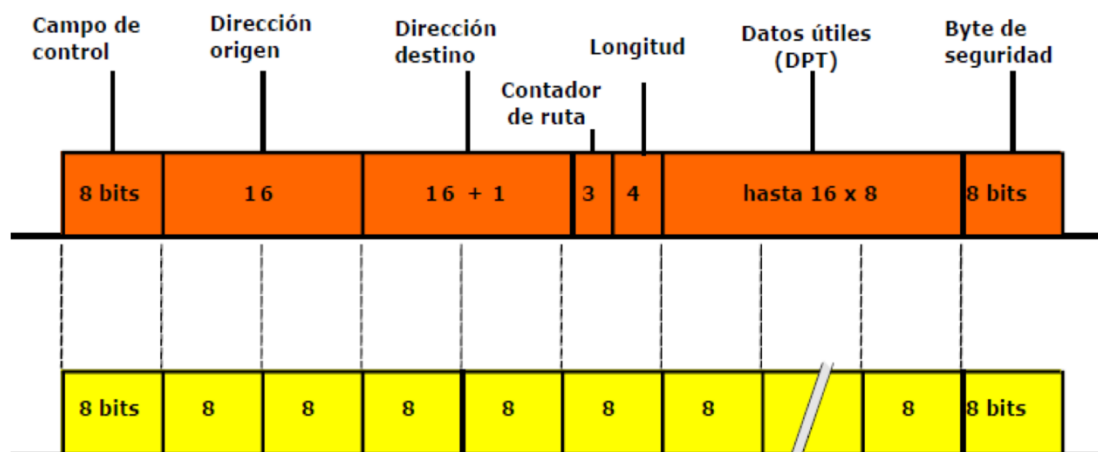 Campo de
control
Dirección
origen
Dirección
destino
Contador
de ruta
Longitud
Datos útiles
(DPT)
Byte de
seguridad
8 bits 16 16 + 1 3 4 hasta 16 x 8 8 bits
8 bits 8 8 8 8 8 8 8 8 bits